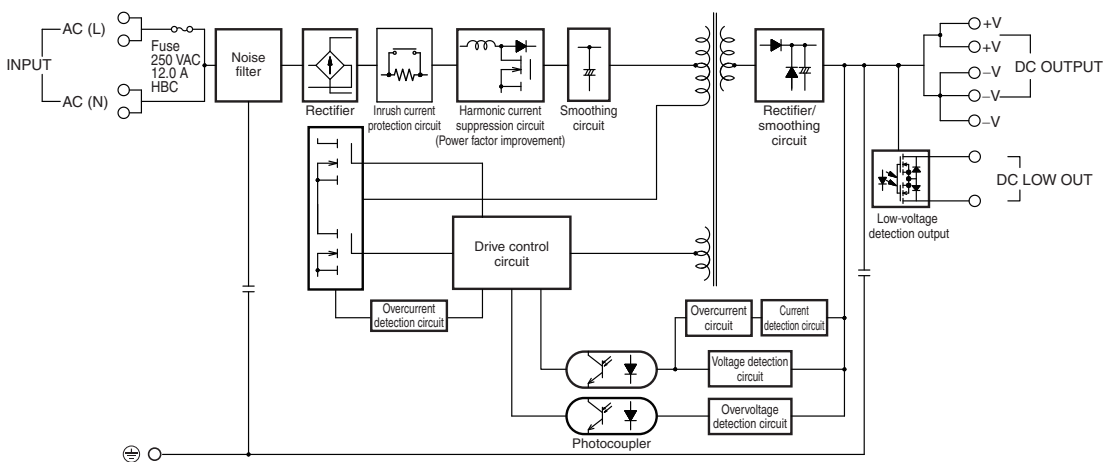 INPUT
AC (L)
AC (N)
Fuse
250 VAC
12.0 A
HBC
Noise
filter
Rectifier
Inrush current
protection circuit
Harmonic current
suppression circuit
(Power factor improvement)
Smoothing
circuit
Rectifier/
smoothing
circuit
+V
+V
–V
–V
–V
DC OUTPUT
DC LOW OUT
Low-voltage
detection output
Drive control
circuit
Overcurrent
detection circuit
Overcurrent
circuit
Current
detection circuit
Voltage detection
circuit
Overvoltage
detection circuit
Photocoupler